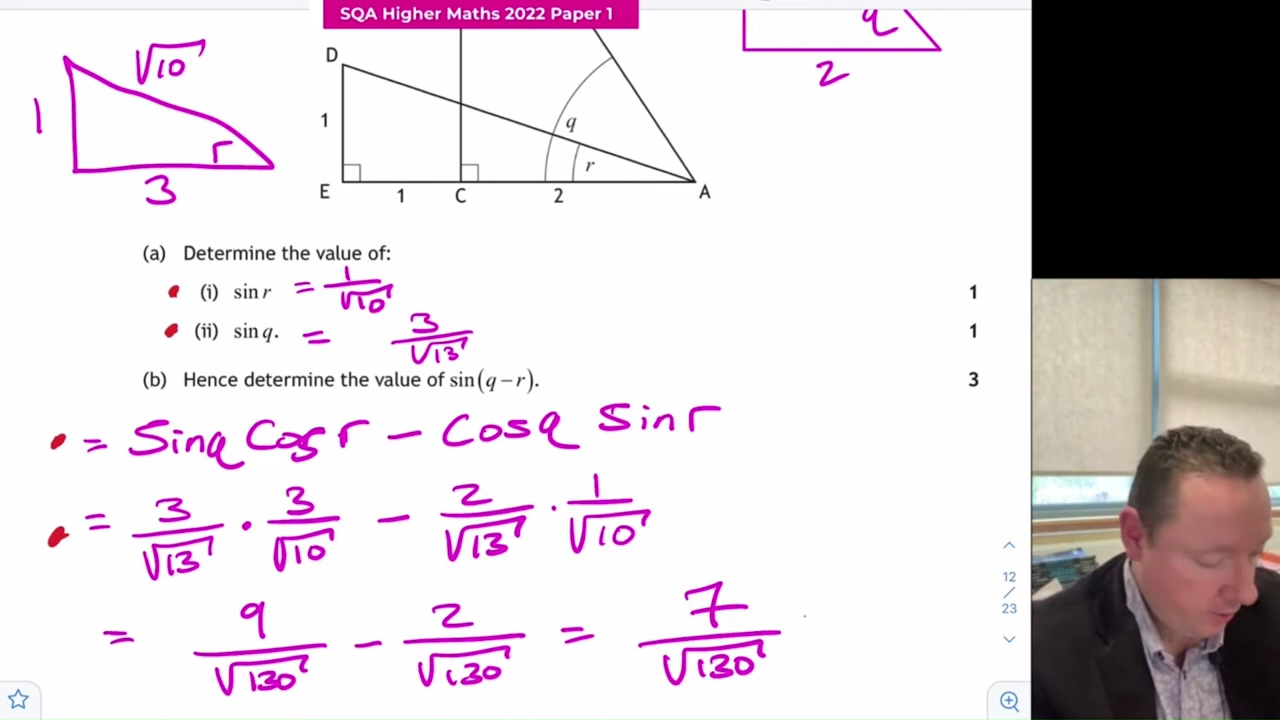 SQA Higher Maths 2022 Paper 1
√10
1
r
3
D
1
E
1
C
2
A
q
r
q
2
(a) Determine the value of:
(i) sin r = 1/√10 1
(ii) sin q. = 3/√13 1
(b) Hence determine the value of sin(q−r). 3
= Sinq Cos r − Cosq Sin r
= 3/√13 · 3/√10 − 2/√13 · 1/√10
= 9/√130 − 2/√130 = 7/√130
12
/
23